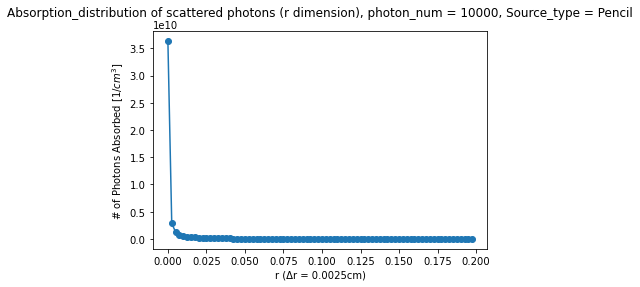 Absorption_distribution of scattered photons (r dimension), photon_num = 10000, Source_type = Pencil
1e10
3.5
3.0
2.5
2.0
1.5
1.0
0.5
0.0
# of Photons Absorbed [1/cm³]
0.000 0.025 0.050 0.075 0.100 0.125 0.150 0.175 0.200
r (Δr = 0.0025cm)